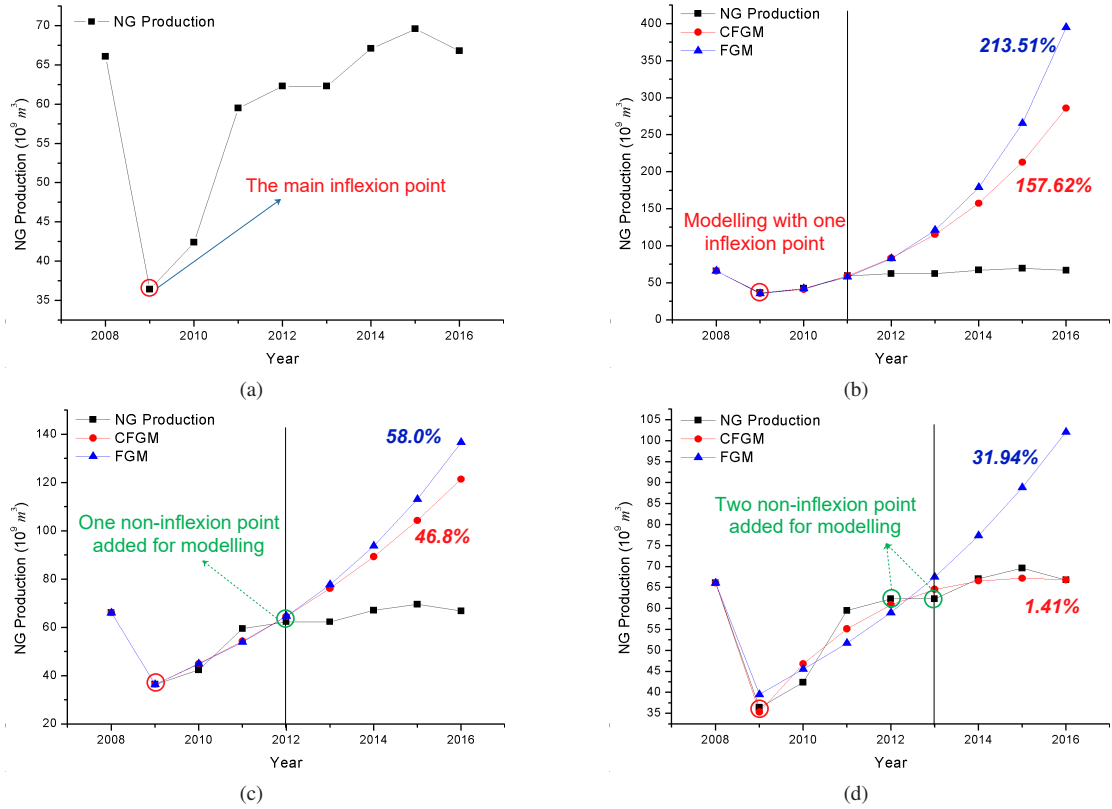 NG Production
70
65
60
55
50
45
40
35
NG Production (10⁹ m³)
The main inflexion point
2008 2010 2012 2014 2016
Year
(a)
NG Production
CFGM
FGM
400
350
300
250
200
150
100
50
0
NG Production (10⁹ m³)
213.51%
157.62%
Modelling with one
inflexion point
2008 2010 2012 2014 2016
Year
(b)
NG Production
CFGM
FGM
140
120
100
80
60
40
20
NG Production (10⁹ m³)
58.0%
One non-inflexion point
added for modelling
46.8%
2008 2010 2012 2014 2016
Year
(c)
NG Production
CFGM
FGM
105
100
95
90
85
80
75
70
65
60
55
50
45
40
35
NG Production (10⁹ m³)
31.94%
Two non-inflexion point
added for modelling
1.41%
2008 2010 2012 2014 2016
Year
(d)